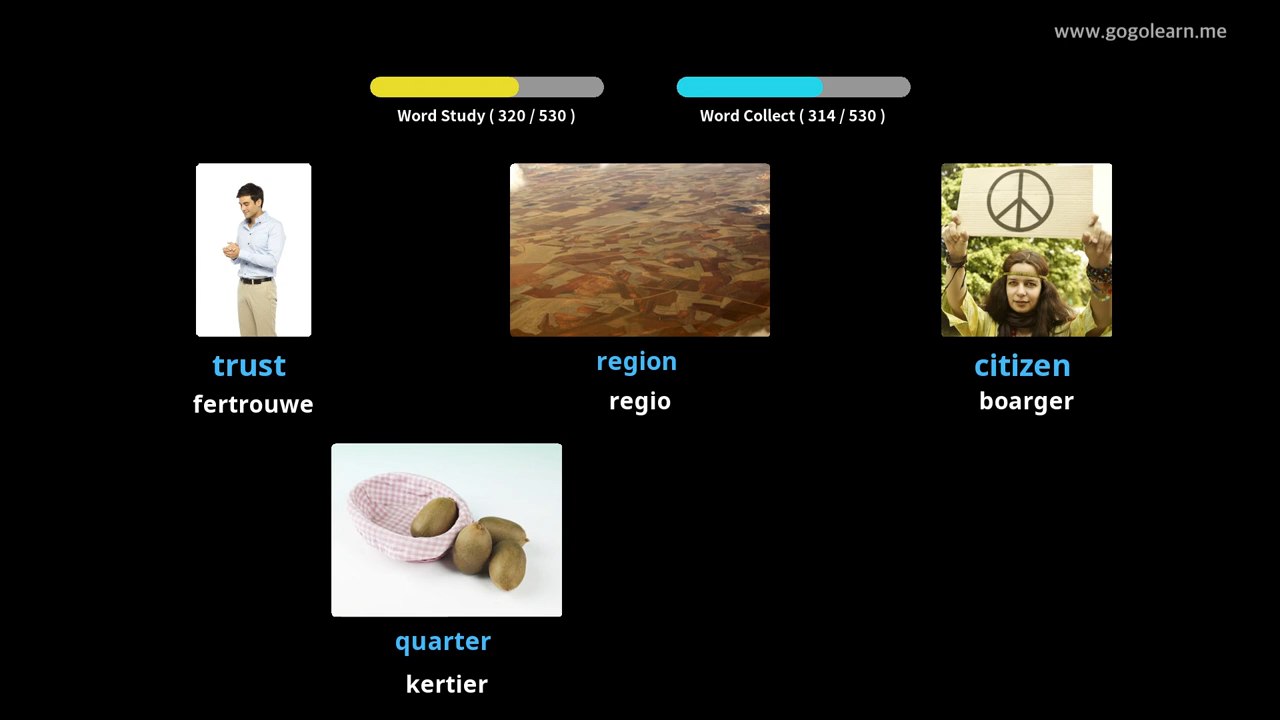 www.gogolearn.me
Word Study ( 320 / 530 )
Word Collect ( 314 / 530 )
trust
fertrouwe
region
regio
citizen
boarger
quarter
kertier